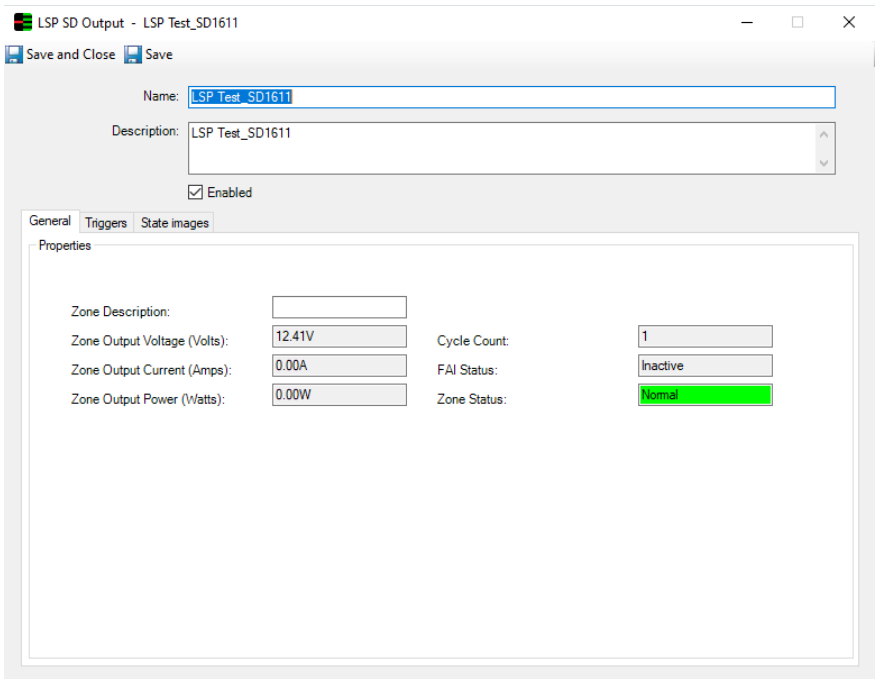 LSP SD Output - LSP Test_SD1611
Save and Close Save
Name: LSP Test_SD1611
Description: LSP Test_SD1611
Enabled
General Triggers State images
Properties
Zone Description:
Zone Output Voltage (Volts): 12.41V Cycle Count: 1
Zone Output Current (Amps): 0.00A FAI Status: Inactive
Zone Output Power (Watts): 0.00W Zone Status: Normal